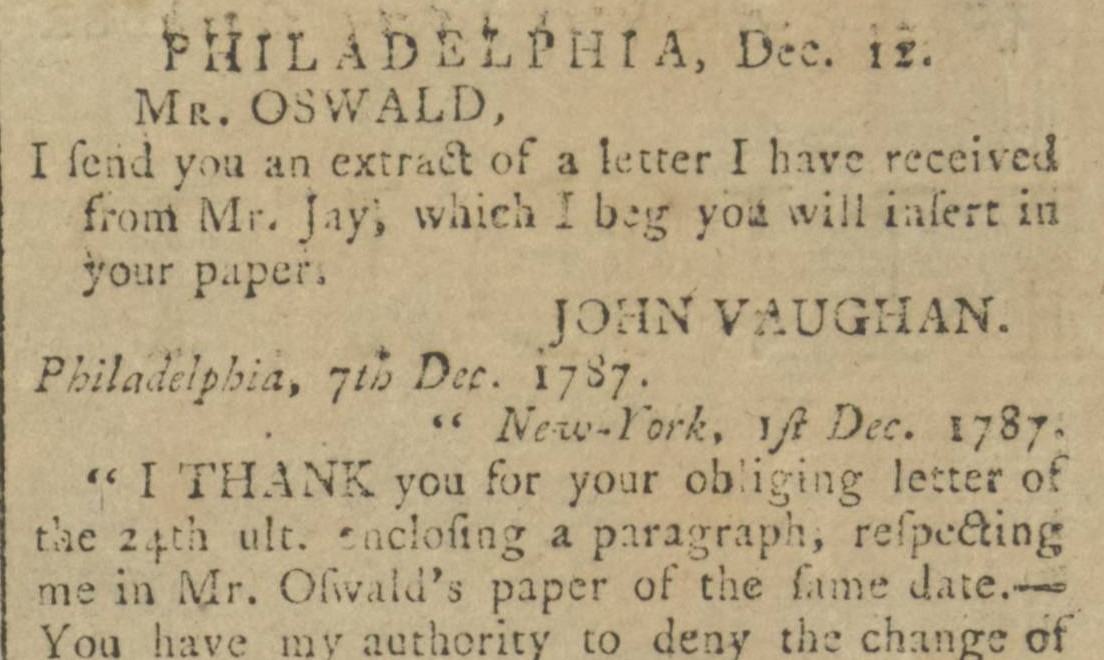 PHILADELPHIA, Dec. 12.
MR. OSWALD,
I ſend you an extract of a letter I have received
from Mr. Jay, which I beg you will inſert in
your paper.
JOHN VAUGHAN.
Philadelphia, 7th Dec. 1787.
“ New-York, 1ſt Dec. 1787.
“ I THANK you for your obliging letter of
the 24th ult. encloſing a paragraph, reſpecting
me in Mr. Oſwald's paper of the ſame date.—
You have my authority to deny the change of